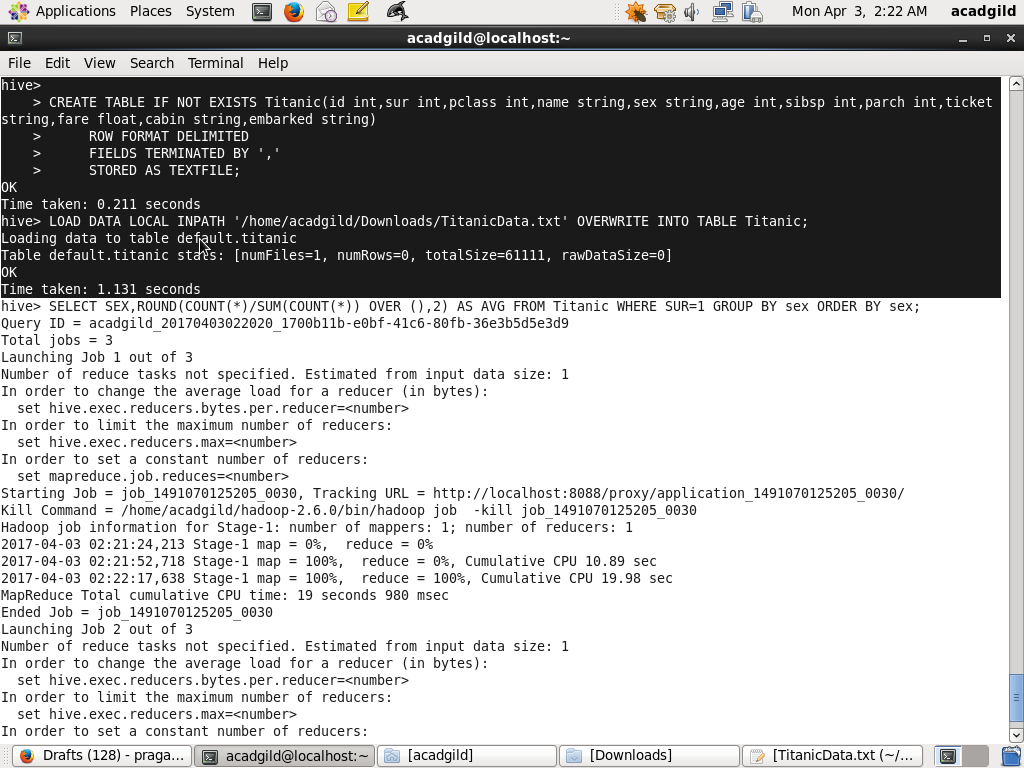 Applications Places System Mon Apr 3, 2:22 AM acadgild
acadgild@localhost:~
File Edit View Search Terminal Help
hive>
    > CREATE TABLE IF NOT EXISTS Titanic(id int,sur int,pclass int,name string,sex string,age int,sibsp int,parch int,ticket
string,fare float,cabin string,embarked string)
    >      ROW FORMAT DELIMITED
    >      FIELDS TERMINATED BY ','
    >      STORED AS TEXTFILE;
OK
Time taken: 0.211 seconds
hive> LOAD DATA LOCAL INPATH '/home/acadgild/Downloads/TitanicData.txt' OVERWRITE INTO TABLE Titanic;
Loading data to table default.titanic
Table default.titanic stats: [numFiles=1, numRows=0, totalSize=61111, rawDataSize=0]
OK
Time taken: 1.131 seconds
hive> SELECT SEX,ROUND(COUNT(*)/SUM(COUNT(*)) OVER (),2) AS AVG FROM Titanic WHERE SUR=1 GROUP BY sex ORDER BY sex;
Query ID = acadgild_20170403022020_1700b11b-e0bf-41c6-80fb-36e3b5d5e3d9
Total jobs = 3
Launching Job 1 out of 3
Number of reduce tasks not specified. Estimated from input data size: 1
In order to change the average load for a reducer (in bytes):
  set hive.exec.reducers.bytes.per.reducer=<number>
In order to limit the maximum number of reducers:
  set hive.exec.reducers.max=<number>
In order to set a constant number of reducers:
  set mapreduce.job.reduces=<number>
Starting Job = job_1491070125205_0030, Tracking URL = http://localhost:8088/proxy/application_1491070125205_0030/
Kill Command = /home/acadgild/hadoop-2.6.0/bin/hadoop job  -kill job_1491070125205_0030
Hadoop job information for Stage-1: number of mappers: 1; number of reducers: 1
2017-04-03 02:21:24,213 Stage-1 map = 0%,  reduce = 0%
2017-04-03 02:21:52,718 Stage-1 map = 100%,  reduce = 0%, Cumulative CPU 10.89 sec
2017-04-03 02:22:17,638 Stage-1 map = 100%,  reduce = 100%, Cumulative CPU 19.98 sec
MapReduce Total cumulative CPU time: 19 seconds 980 msec
Ended Job = job_1491070125205_0030
Launching Job 2 out of 3
Number of reduce tasks not specified. Estimated from input data size: 1
In order to change the average load for a reducer (in bytes):
  set hive.exec.reducers.bytes.per.reducer=<number>
In order to limit the maximum number of reducers:
  set hive.exec.reducers.max=<number>
In order to set a constant number of reducers:
Drafts (128) – praga... acadgild@localhost:~ [acadgild] [Downloads] [TitanicData.txt (~/...